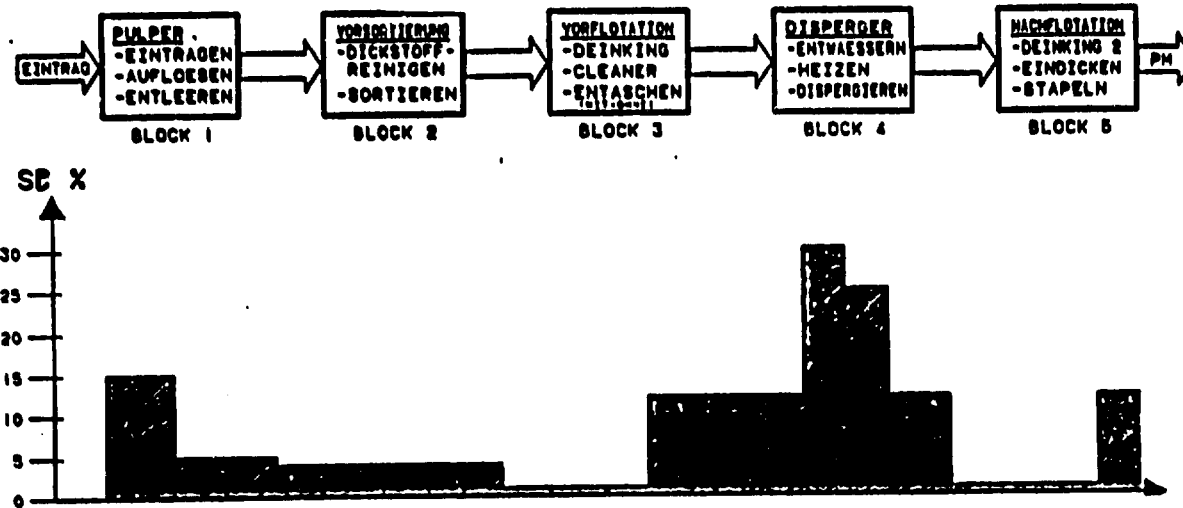 EINTRAG
PULPER
-EINTRAGEN
-AUFLOESEN
-ENTLEEREN
BLOCK 1
VORSORTIERUNG
-DICKSTOFF-
REINIGEN
-SORTIEREN
BLOCK 2
VORFLOTATION
-DEINKING
-CLEANER
-ENTASCHEN
BLOCK 3
DISPERGER
-ENTWAESSERN
-HEIZEN
-DISPERGIEREN
BLOCK 4
NACHFLOTATION
-DEINKING 2
-EINDICKEN
-STAPELN
BLOCK 5
PM
%
30
25
20
15
10
5
0